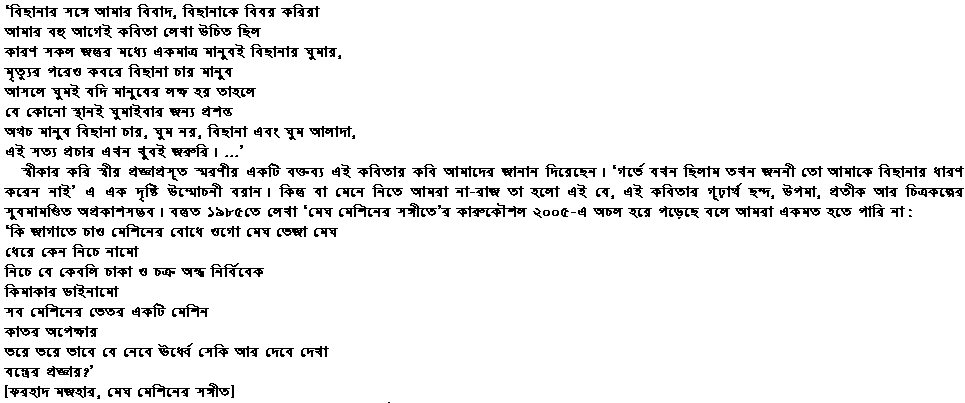 ‘বিছানার সঙ্গে আমার বিবাদ, বিছানাকে বিষয় করিয়া
আমার বহু আগেই কবিতা লেখা উচিত ছিল
কারণ সকল জন্তুর মধ্যে একমাত্র মানুষই বিছানায় ঘুমায়,
মৃত্যুর পরেও কবরে বিছানা চায় মানুষ
আসলে ঘুমই যদি মানুষের লক্ষ হয় তাহলে
যে কোনো স্থানই ঘুমাইবার জন্য প্রশস্ত
অথচ মানুষ বিছানা চায়, ঘুম নয়, বিছানা এবং ঘুম আলাদা,
এই সত্য প্রচার এখন খুবই জরুরি। ...’
স্বীকার করি স্বীয় প্রজ্ঞাপ্রসূত স্মরণীয় একটি বক্তব্য এই কবিতার কবি আমাদের জানান দিয়েছেন। ‘গর্ভে যখন ছিলাম তখন জননী তো আমাকে বিছানায় ধারণ
করেন নাই’ এ এক দৃষ্টি উম্মোচনী বয়ান। কিন্তু যা মেনে নিতে আমরা না-রাজ তা হলো এই যে, এই কবিতার গূঢ়ার্থ ছন্দ, উপমা, প্রতীক আর চিত্রকল্পের
সুষমামণ্ডিত অপ্রকাশসম্ভব। বস্তুত ১৯৮৫তে লেখা ‘মেঘ মেশিনের সঙ্গীতে’র কারুকৌশল ২০০৫-এ অচল হয়ে পড়েছে বলে আমরা একমত হতে পারি না:
‘কি জাগাতে চাও মেশিনের বোধে ওগো মেঘ ভেজা মেঘ
ধেয়ে কেন নিচে নামো
নিচে যে কেবলি চাকা ও চক্র অন্ধ নির্বিবেক
কিমাকার ডাইনামো
সব মেশিনের ভেতর একটি মেশিন
কাতর অপেক্ষায়
ভয়ে ভয়ে ভাবে যে নেবে ঊর্ধ্বে সেকি আর দেবে দেখা
যন্ত্রের প্রজ্ঞায়?’
[ফরহাদ মজহার, মেঘ মেশিনের সঙ্গীত]